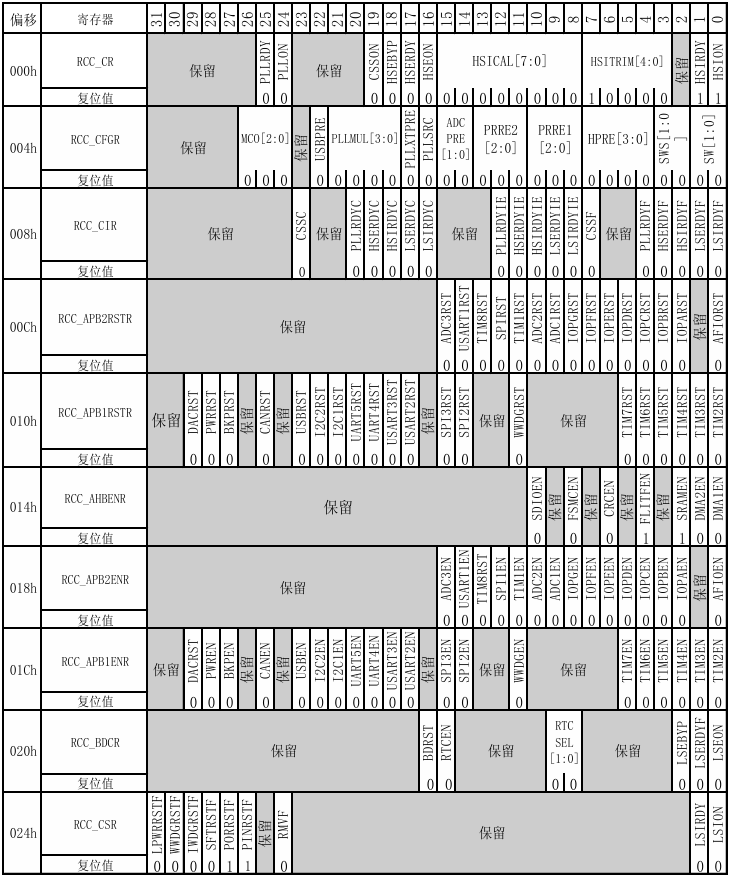 偏移 寄存器 31 30 29 28 27 26 25 24 23 22 21 20 19 18 17 16 15 14 13 12 11 10 9 8 7 6 5 4 3 2 1 0
000h RCC_CR 保留 PLLRDY PLLON 保留 CSSON HSEBYP HSERDY HSEON HSICAL[7:0] HSITRIM[4:0] 保留 HSIRDY HSION
复位值 0 0 0 0 0 0 0 0 0 0 0 0 0 0 1 0 0 0 0 1 1
004h RCC_CFGR 保留 MCO[2:0] 保留 USBPRE PLLMUL[3:0] PLLXTPRE PLLSRC ADC PRE [1:0] PRRE2 [2:0] PRRE1 [2:0] HPRE[3:0] SWS[1:0] SW[1:0]
复位值 0 0 0 0 0 0 0 0 0 0 0 0 0 0 0 0 0 0 0 0 0 0 0 0 0 0
008h RCC_CIR 保留 CSSC 保留 PLLRDYC HSERDYC HSIRDYC LSERDYC LSIRDYC 保留 PLLRDYIE HSERDYIE HSIRDYIE LSERDYIE LSIRDYIE CSSF 保留 PLLRDYF HSERDYF HSIRDYF LSERDYF LSIRDYF
复位值 0 0 0 0 0 0 0 0 0 0 0 0 0 0 0 0 0
00Ch RCC_APB2RSTR 保留 ADC3RST USART1RST TIM8RST SPIRST TIM1RST ADC2RST ADC1RST IOPGRST IOPFRST IOPERST IOPDRST IOPCRST IOPBRST IOPARST 保留 AFIORST
复位值 0 0 0 0 0 0 0 0 0 0 0 0 0 0 0
010h RCC_APB1RSTR 保留 DACRST PWRRST BKPRST 保留 CANRST 保留 USBRST I2C2RST I2C1RST UART5RST UART4RST USART3RST USART2RST 保留 SPI3RST SPI2RST 保留 WWDGRST 保留 TIM7RST TIM6RST TIM5RST TIM4RST TIM3RST TIM2RST
复位值 0 0 0 0 0 0 0 0 0 0 0 0 0 0 0 0 0 0 0 0
014h RCC_AHBENR 保留 SDIOEN 保留 FSMCEN 保留 CRCEN 保留 FLITFEN 保留 SRAMEN DMA2EN DMA1EN
复位值 0 0 0 1 1 0 0
018h RCC_APB2ENR 保留 ADC3EN USART1EN TIM8RST SPI1EN TIM1EN ADC2EN ADC1EN IOPGEN IOPFEN IOPEEN IOPDEN IOPCEN IOPBEN IOPAEN 保留 AFIOEN
复位值 0 0 0 0 0 0 0 0 0 0 0 0 0 0 0
01Ch RCC_APB1ENR 保留 DACRST PWREN BKPEN 保留 CANEN 保留 USBEN I2C2EN I2C1EN UART5EN UART4EN USART3EN USART2EN 保留 SPI3EN SPI2EN 保留 WWDGEN 保留 TIM7EN TIM6EN TIM5EN TIM4EN TIM3EN TIM2EN
复位值 0 0 0 0 0 0 0 0 0 0 0 0 0 0 0 0 0 0 0 0
020h RCC_BDCR 保留 BDRST RTCEN 保留 RTC SEL [1:0] 保留 LSEBYP LSERDYF LSEON
复位值 0 0 0 0 0 0 0
024h RCC_CSR LPWRRSTF WWDGRSTF IWDGRSTF SFTRSTF PORRSTF PINRSTF 保留 RMVF 保留 LSIRDY LSION
复位值 0 0 0 0 1 1 0 0 0